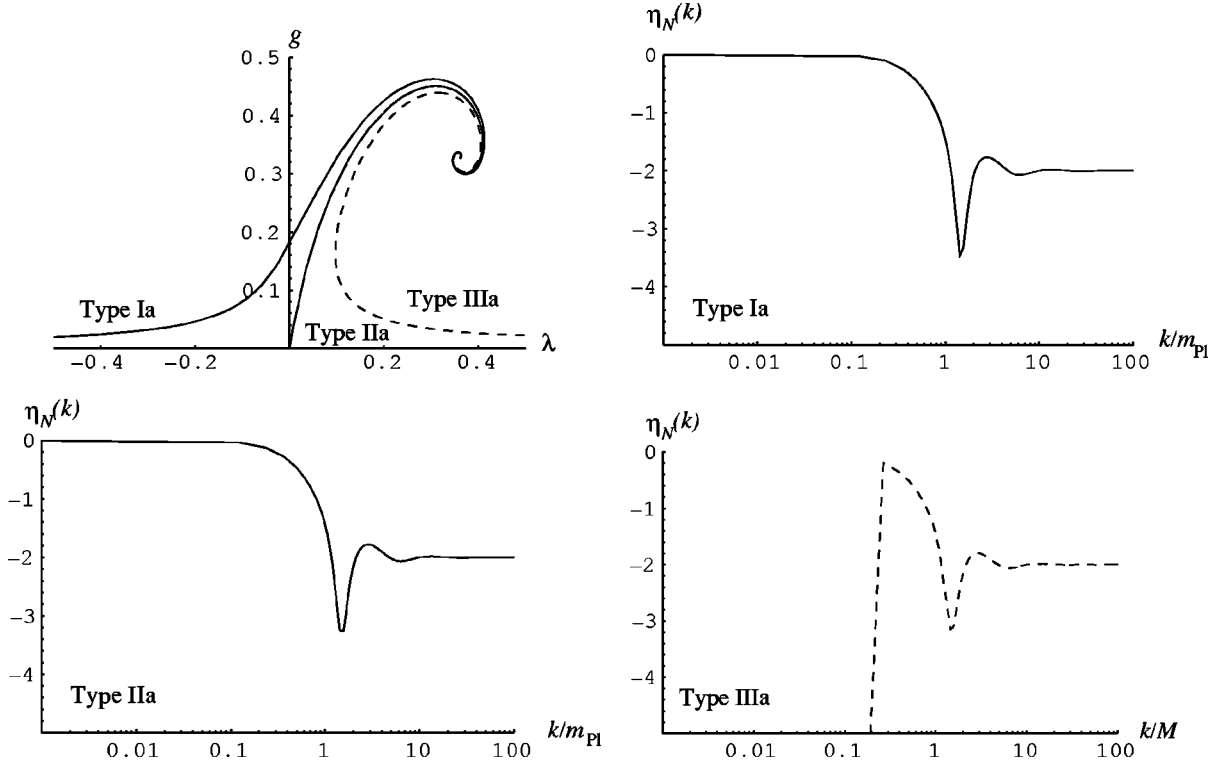 g
0.5
0.4
0.3
0.2
0.1
Type Ia
Type IIa
Type IIIa
λ
−0.4 −0.2 0.2 0.4
η_N(k)
0
−1
−2
−3
−4
Type Ia
k/m_Pl
0.01 0.1 1 10 100
η_N(k)
0
−1
−2
−3
−4
Type IIa
k/m_Pl
0.01 0.1 1 10 100
η_N(k)
0
−1
−2
−3
−4
Type IIIa
k/M
0.01 0.1 1 10 100